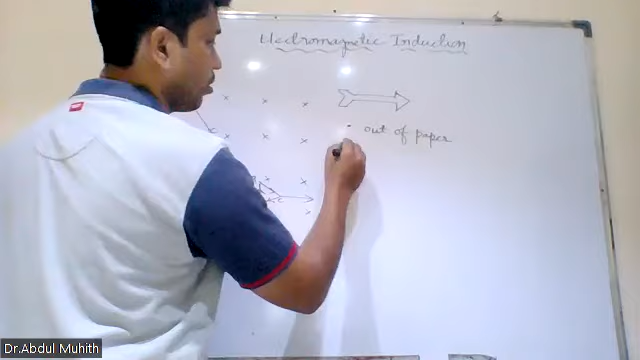 Electromagnetic Induction
• out of paper
Dr.Abdul Muhith